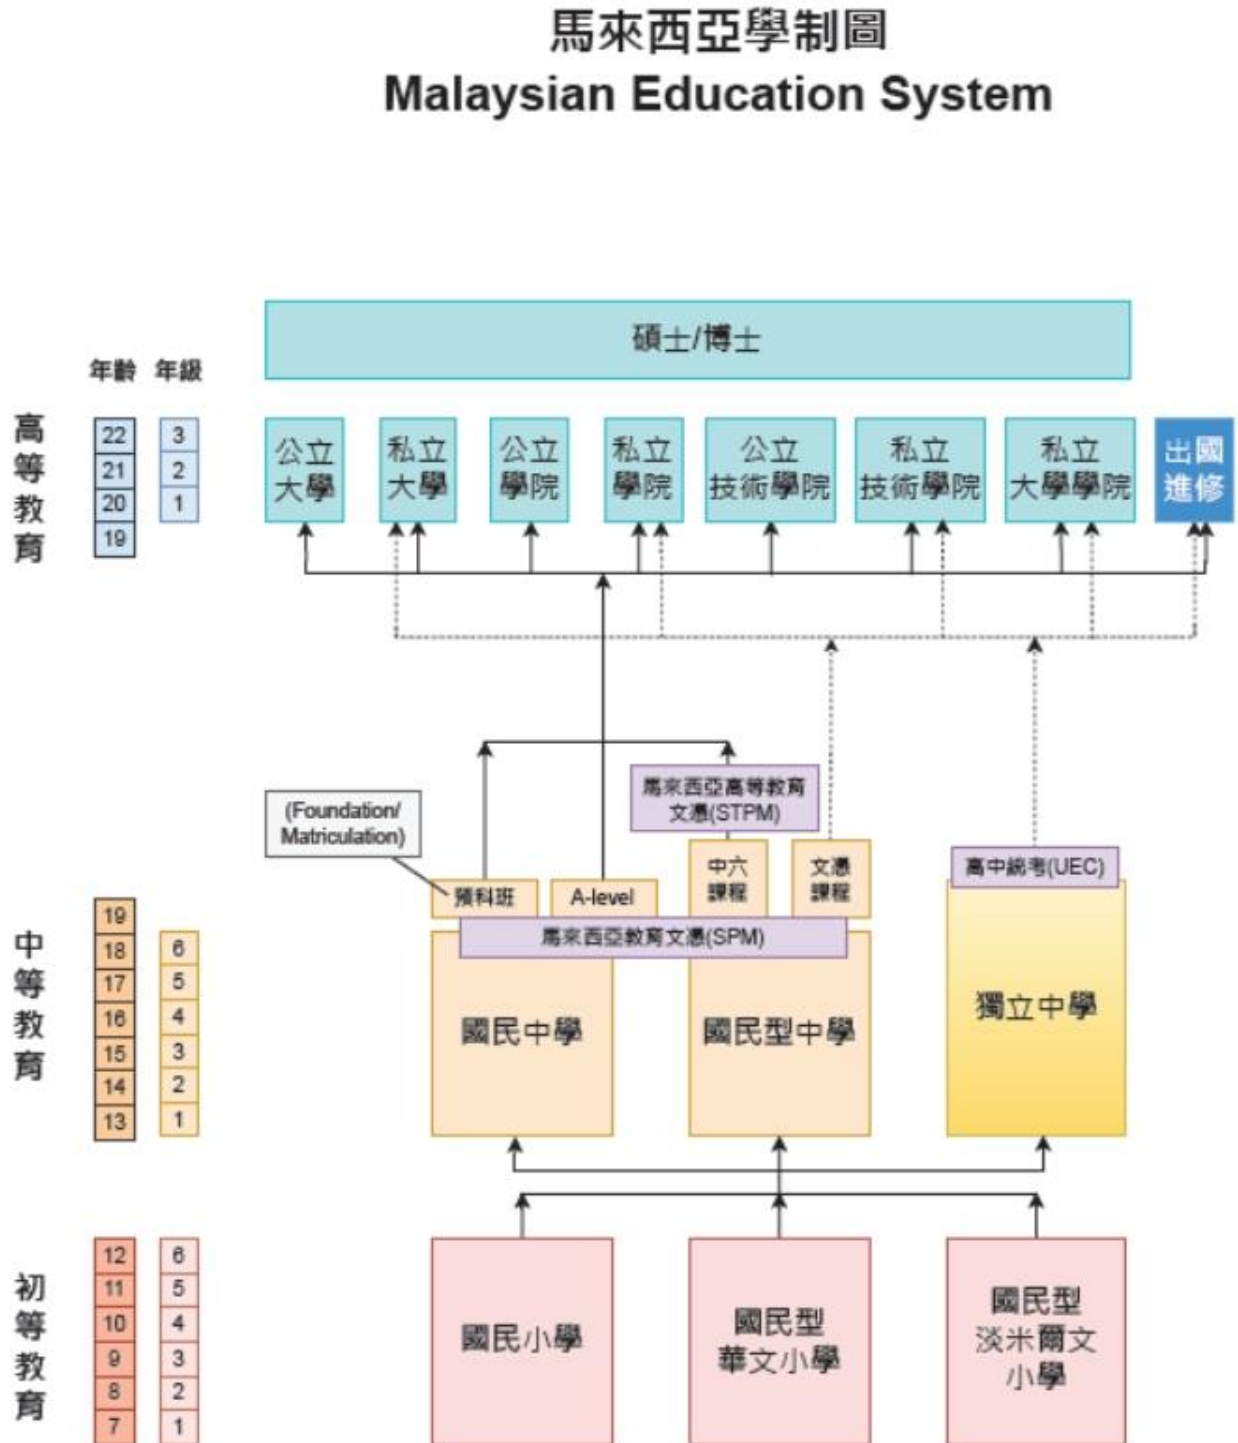 馬來西亞學制圖
Malaysian Education System
碩士/博士
年齡 年級
高等教育
22 3
21 2
20 1
19
公立
大學
私立
大學
公立
學院
私立
學院
公立
技術學院
私立
技術學院
私立
大學學院
出國
進修
(Foundation/
Matriculation)
馬來西亞高等教育
文憑(STPM)
預科班
A-level
中六
課程
文憑
課程
高中統考(UEC)
馬來西亞教育文憑(SPM)
中等教育
19
18 6
17 5
16 4
15 3
14 2
13 1
國民中學
國民型中學
獨立中學
初等教育
12 6
11 5
10 4
9 3
8 2
7 1
國民小學
國民型
華文小學
國民型
淡米爾文
小學